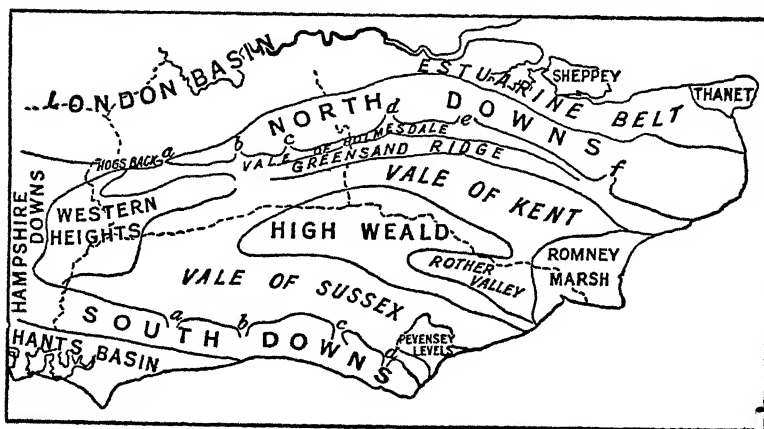 LONDON BASIN
ESTUARINE BELT
SHEPPEY
THANET
NORTH DOWNS
a
b
c
d
e
f
HOGS BACK
VALE OF HOLMESDALE
GREENSAND RIDGE
VALE OF KENT
HAMPSHIRE
DOWNS
WESTERN
HEIGHTS
HIGH WEALD
ROTHER
VALLEY
ROMNEY
MARSH
VALE OF SUSSEX
SOUTH DOWNS
a
b
c
d
PEVENSEY
LEVELS
HANTS BASIN